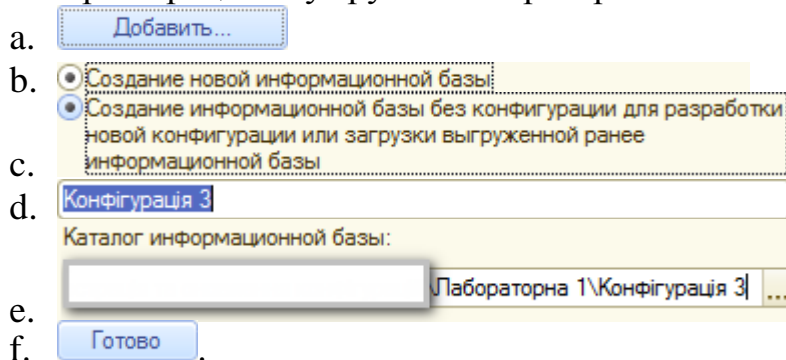 a. Добавить...
b. Создание новой информационной базы
Создание информационной базы без конфигурации для разработки
новой конфигурации или загрузки выгруженной ранее
c. информационной базы
d. Конфігурація 3
Каталог информационной базы:
e. \Лабораторна 1\Конфігурація 3 ...
f. Готово .